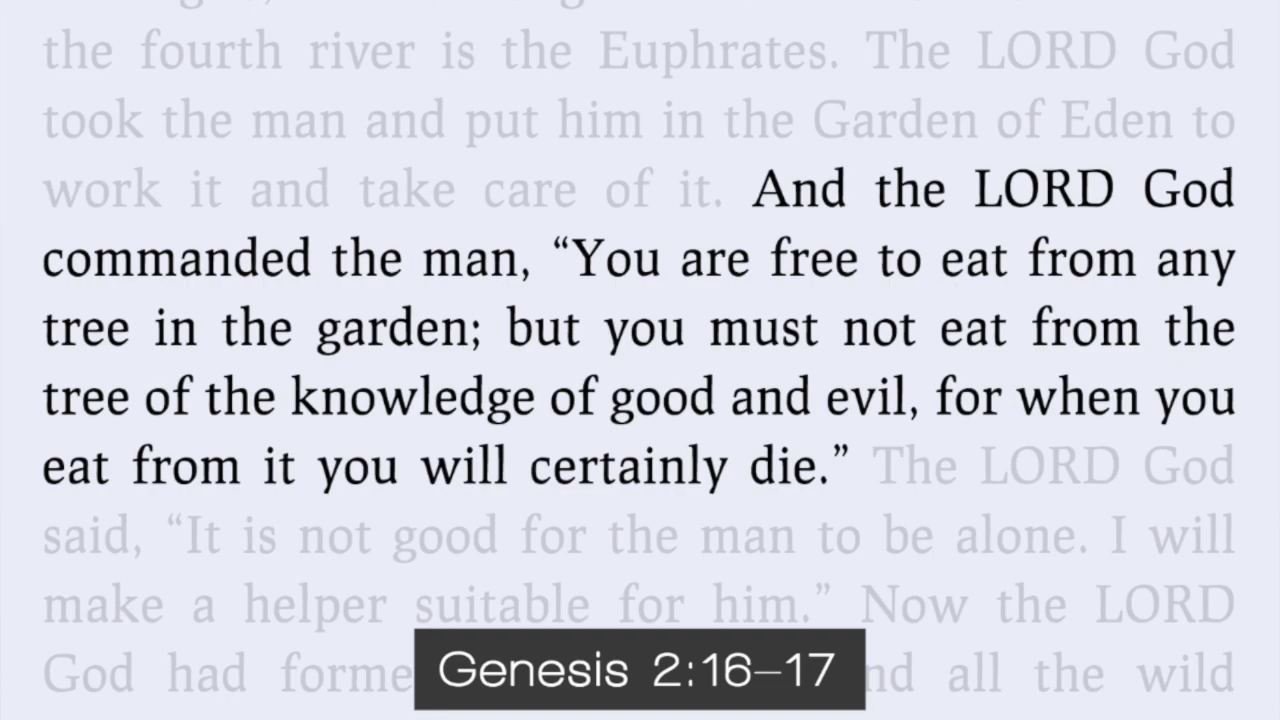 the fourth river is the Euphrates. The LORD God
took the man and put him in the Garden of Eden to
work it and take care of it. And the LORD God
commanded the man, “You are free to eat from any
tree in the garden; but you must not eat from the
tree of the knowledge of good and evil, for when you
eat from it you will certainly die.” The LORD God
said, “It is not good for the man to be alone. I will
make a helper suitable for him.” Now the LORD
God had all the wild
Genesis 2:16–17